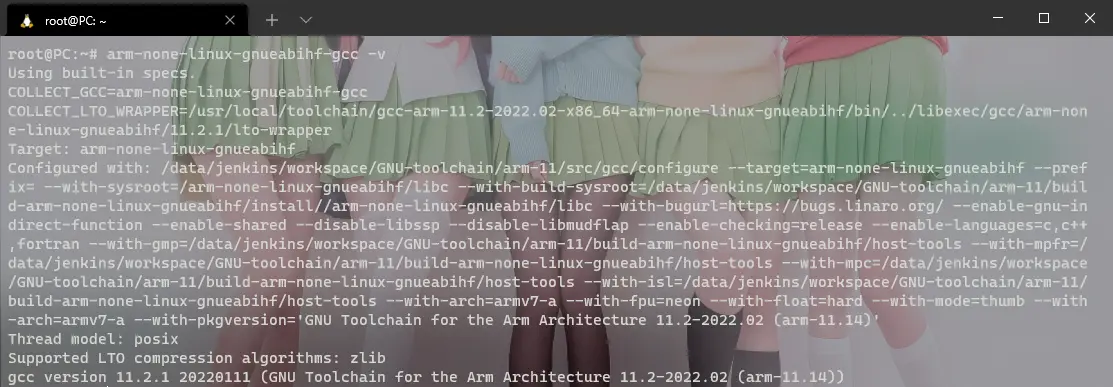 root@PC: ~
root@PC:~# arm-none-linux-gnueabihf-gcc -v
Using built-in specs.
COLLECT_GCC=arm-none-linux-gnueabihf-gcc
COLLECT_LTO_WRAPPER=/usr/local/toolchain/gcc-arm-11.2-2022.02-x86_64-arm-none-linux-gnueabihf/bin/../libexec/gcc/arm-non
e-linux-gnueabihf/11.2.1/lto-wrapper
Target: arm-none-linux-gnueabihf
Configured with: /data/jenkins/workspace/GNU-toolchain/arm-11/src/gcc/configure --target=arm-none-linux-gnueabihf --pref
ix= --with-sysroot=/arm-none-linux-gnueabihf/libc --with-build-sysroot=/data/jenkins/workspace/GNU-toolchain/arm-11/buil
d-arm-none-linux-gnueabihf/install//arm-none-linux-gnueabihf/libc --with-bugurl=https://bugs.linaro.org/ --enable-gnu-in
direct-function --enable-shared --disable-libssp --disable-libmudflap --enable-checking=release --enable-languages=c,c++
,fortran --with-gmp=/data/jenkins/workspace/GNU-toolchain/arm-11/build-arm-none-linux-gnueabihf/host-tools --with-mpfr=/
data/jenkins/workspace/GNU-toolchain/arm-11/build-arm-none-linux-gnueabihf/host-tools --with-mpc=/data/jenkins/workspace
/GNU-toolchain/arm-11/build-arm-none-linux-gnueabihf/host-tools --with-isl=/data/jenkins/workspace/GNU-toolchain/arm-11/
build-arm-none-linux-gnueabihf/host-tools --with-arch=armv7-a --with-fpu=neon --with-float=hard --with-mode=thumb --with
-arch=armv7-a --with-pkgversion='GNU Toolchain for the Arm Architecture 11.2-2022.02 (arm-11.14)'
Thread model: posix
Supported LTO compression algorithms: zlib
gcc version 11.2.1 20220111 (GNU Toolchain for the Arm Architecture 11.2-2022.02 (arm-11.14))